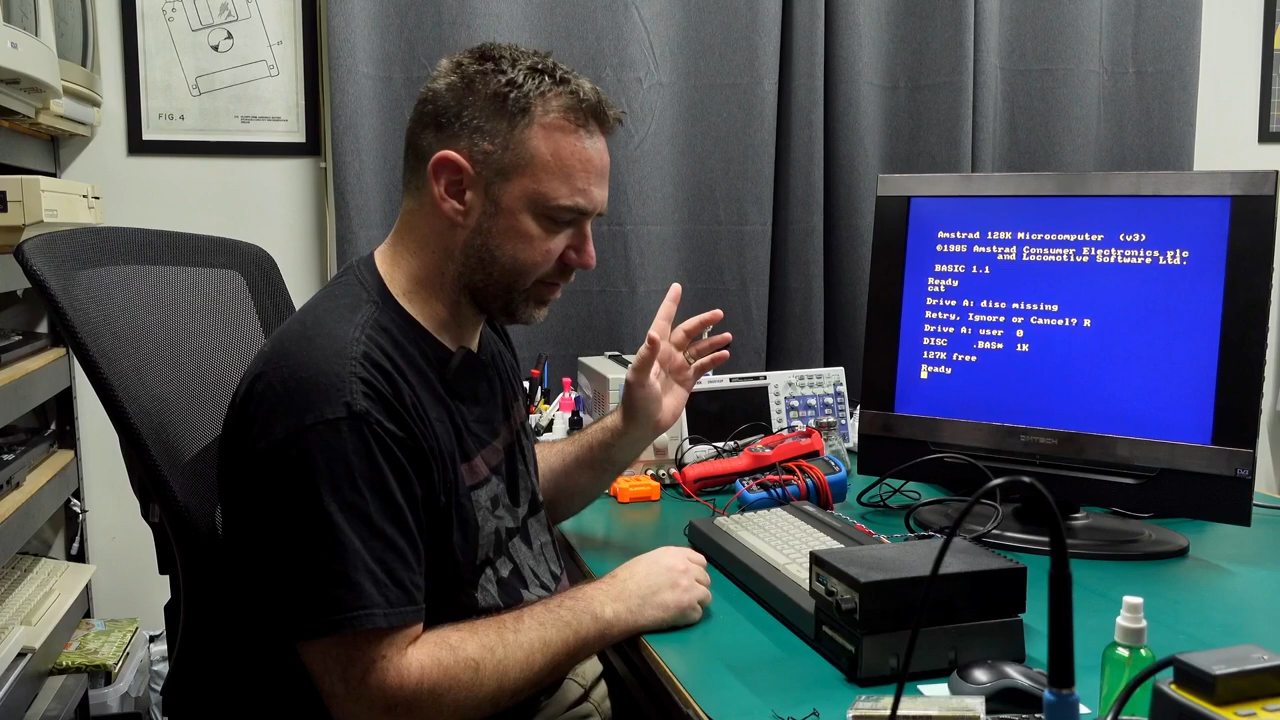 FIG. 4
Amstrad 128K Microcomputer (v3)
©1985 Amstrad Consumer Electronics plc
and Locomotive Software Ltd.
BASIC 1.1
Ready
cat
Drive A: disc missing
Retry, Ignore or Cancel? R
Drive A: user 0
DISC .BAS* 1K
127K free
Ready